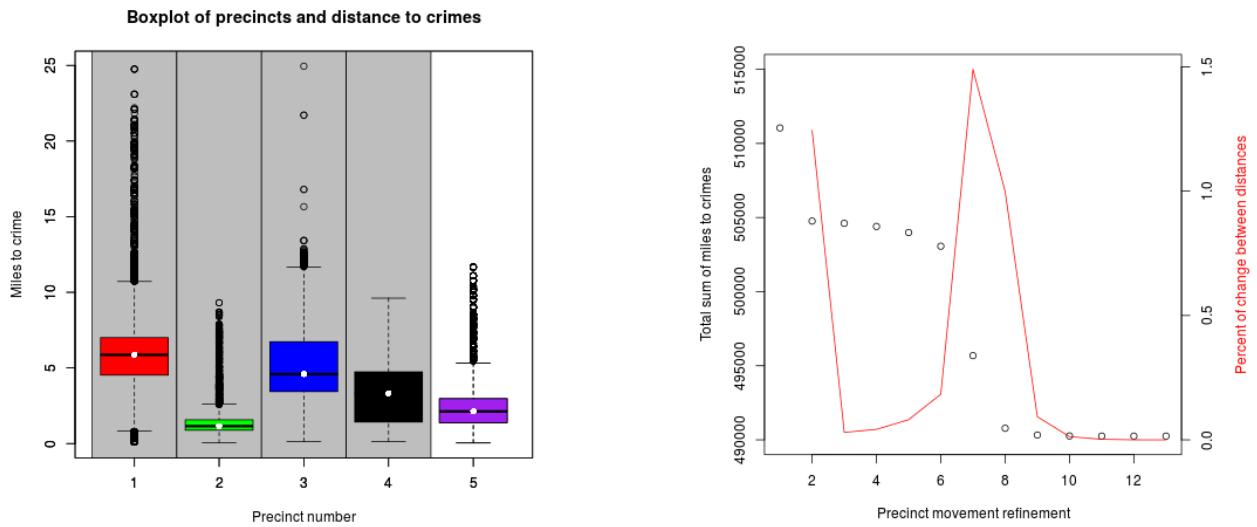 Boxplot of precincts and distance to crimes
Miles to crime
25
20
15
10
5
0
1 2 3 4 5
Precinct number
Total sum of miles to crimes
515000
510000
505000
500000
495000
490000
2 4 6 8 10 12
Precinct movement refinement
1.5
1.0
0.5
0.0
Percent of change between distances